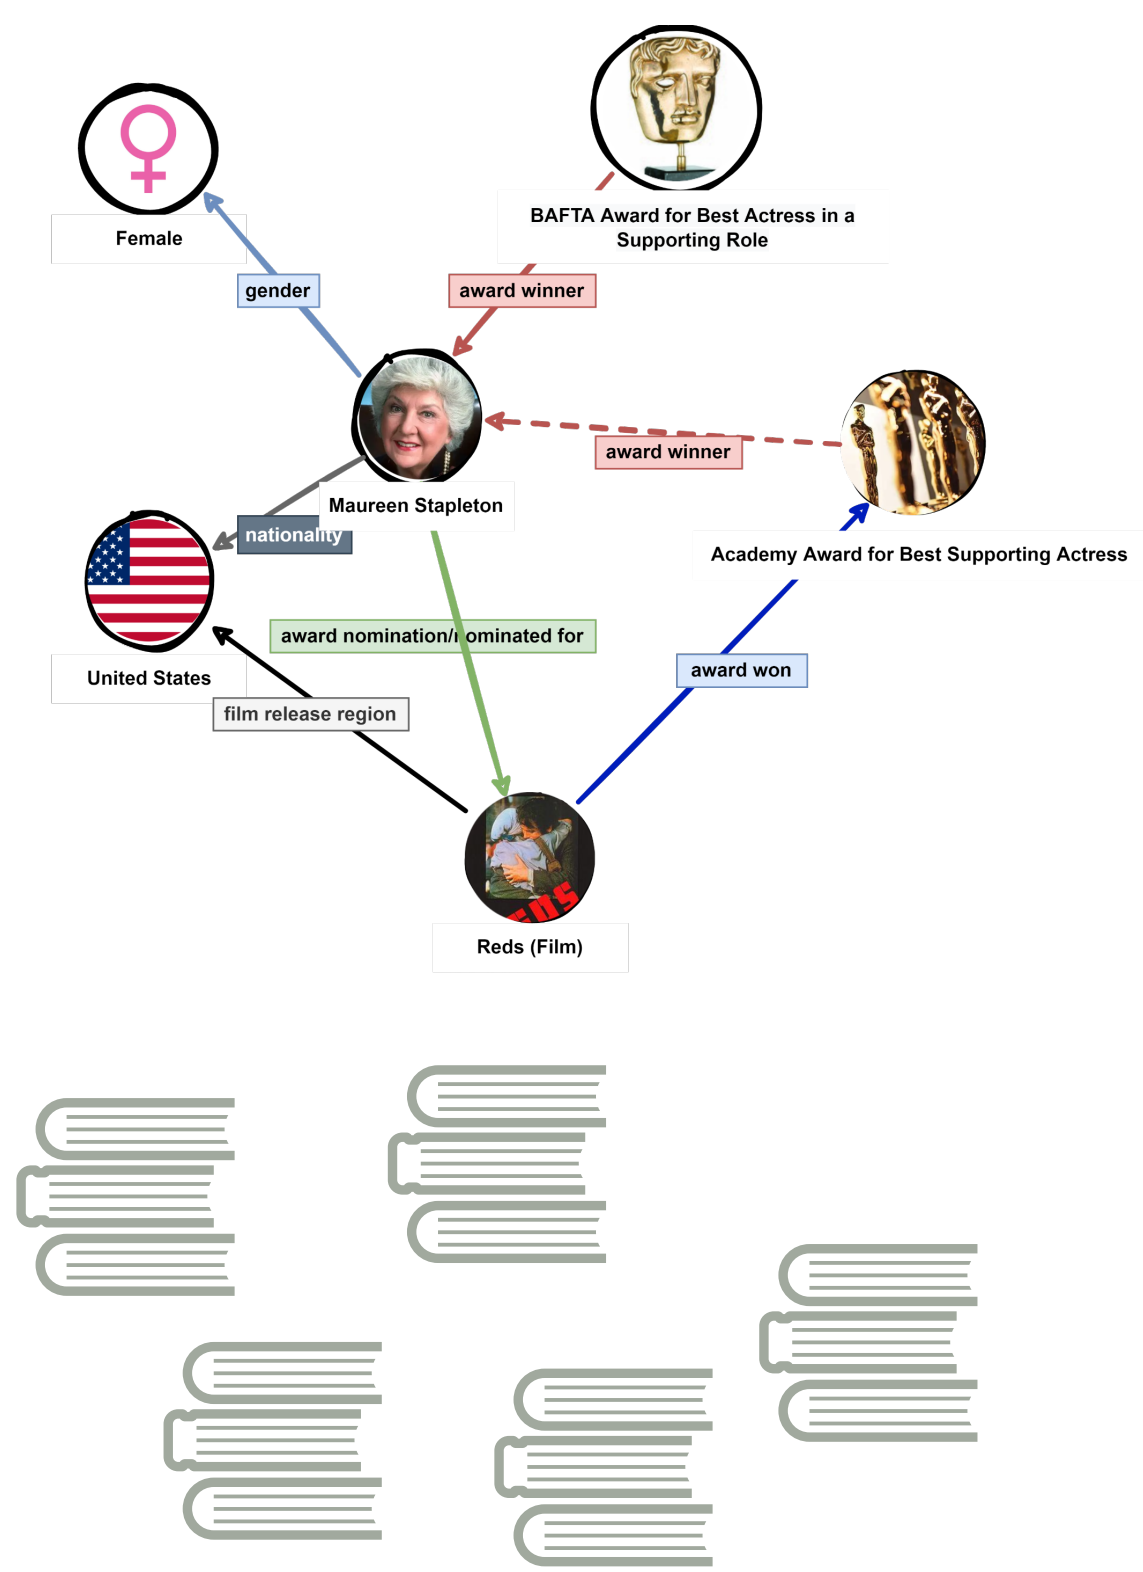 BAFTA Award for Best Actress in a
Supporting Role
Female
gender
award winner
award winner
Maureen Stapleton
nationality
Academy Award for Best Supporting Actress
award nomination/nominated for
award won
United States
film release region
Reds (Film)